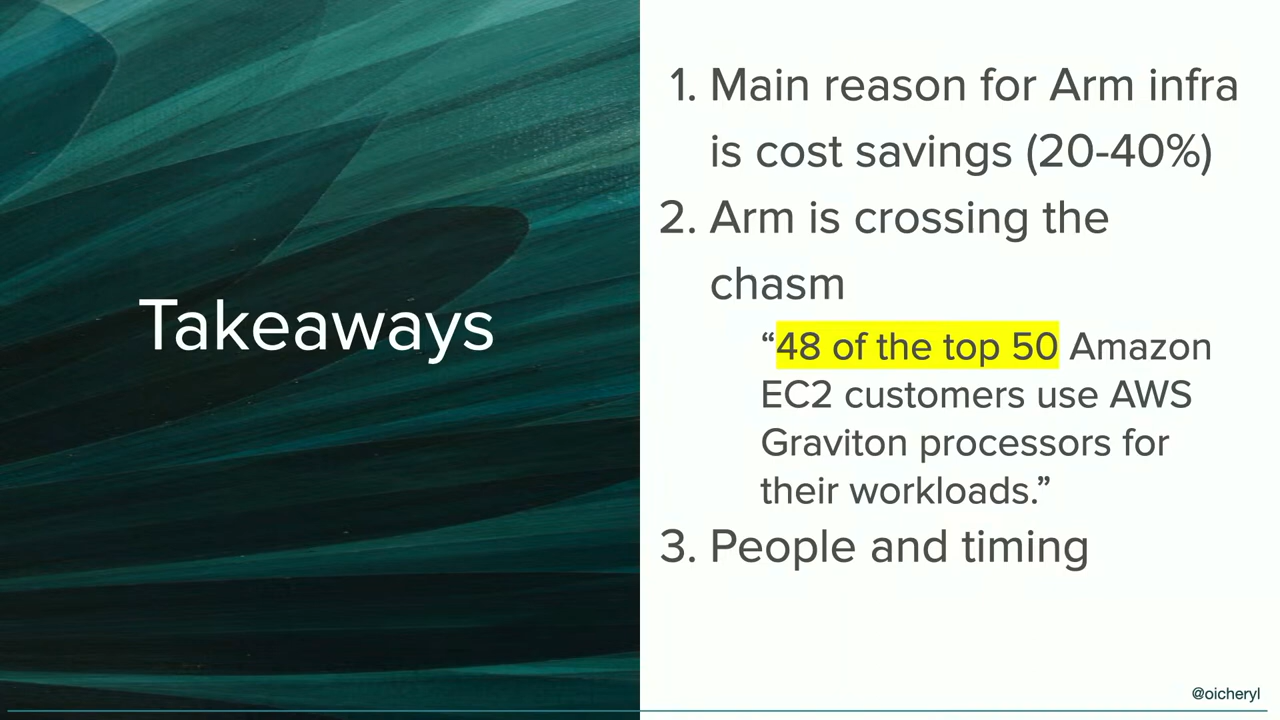 Takeaways
1. Main reason for Arm infra
is cost savings (20-40%)
2. Arm is crossing the
chasm
“48 of the top 50 Amazon
EC2 customers use AWS
Graviton processors for
their workloads.”
3. People and timing
@oicheryl